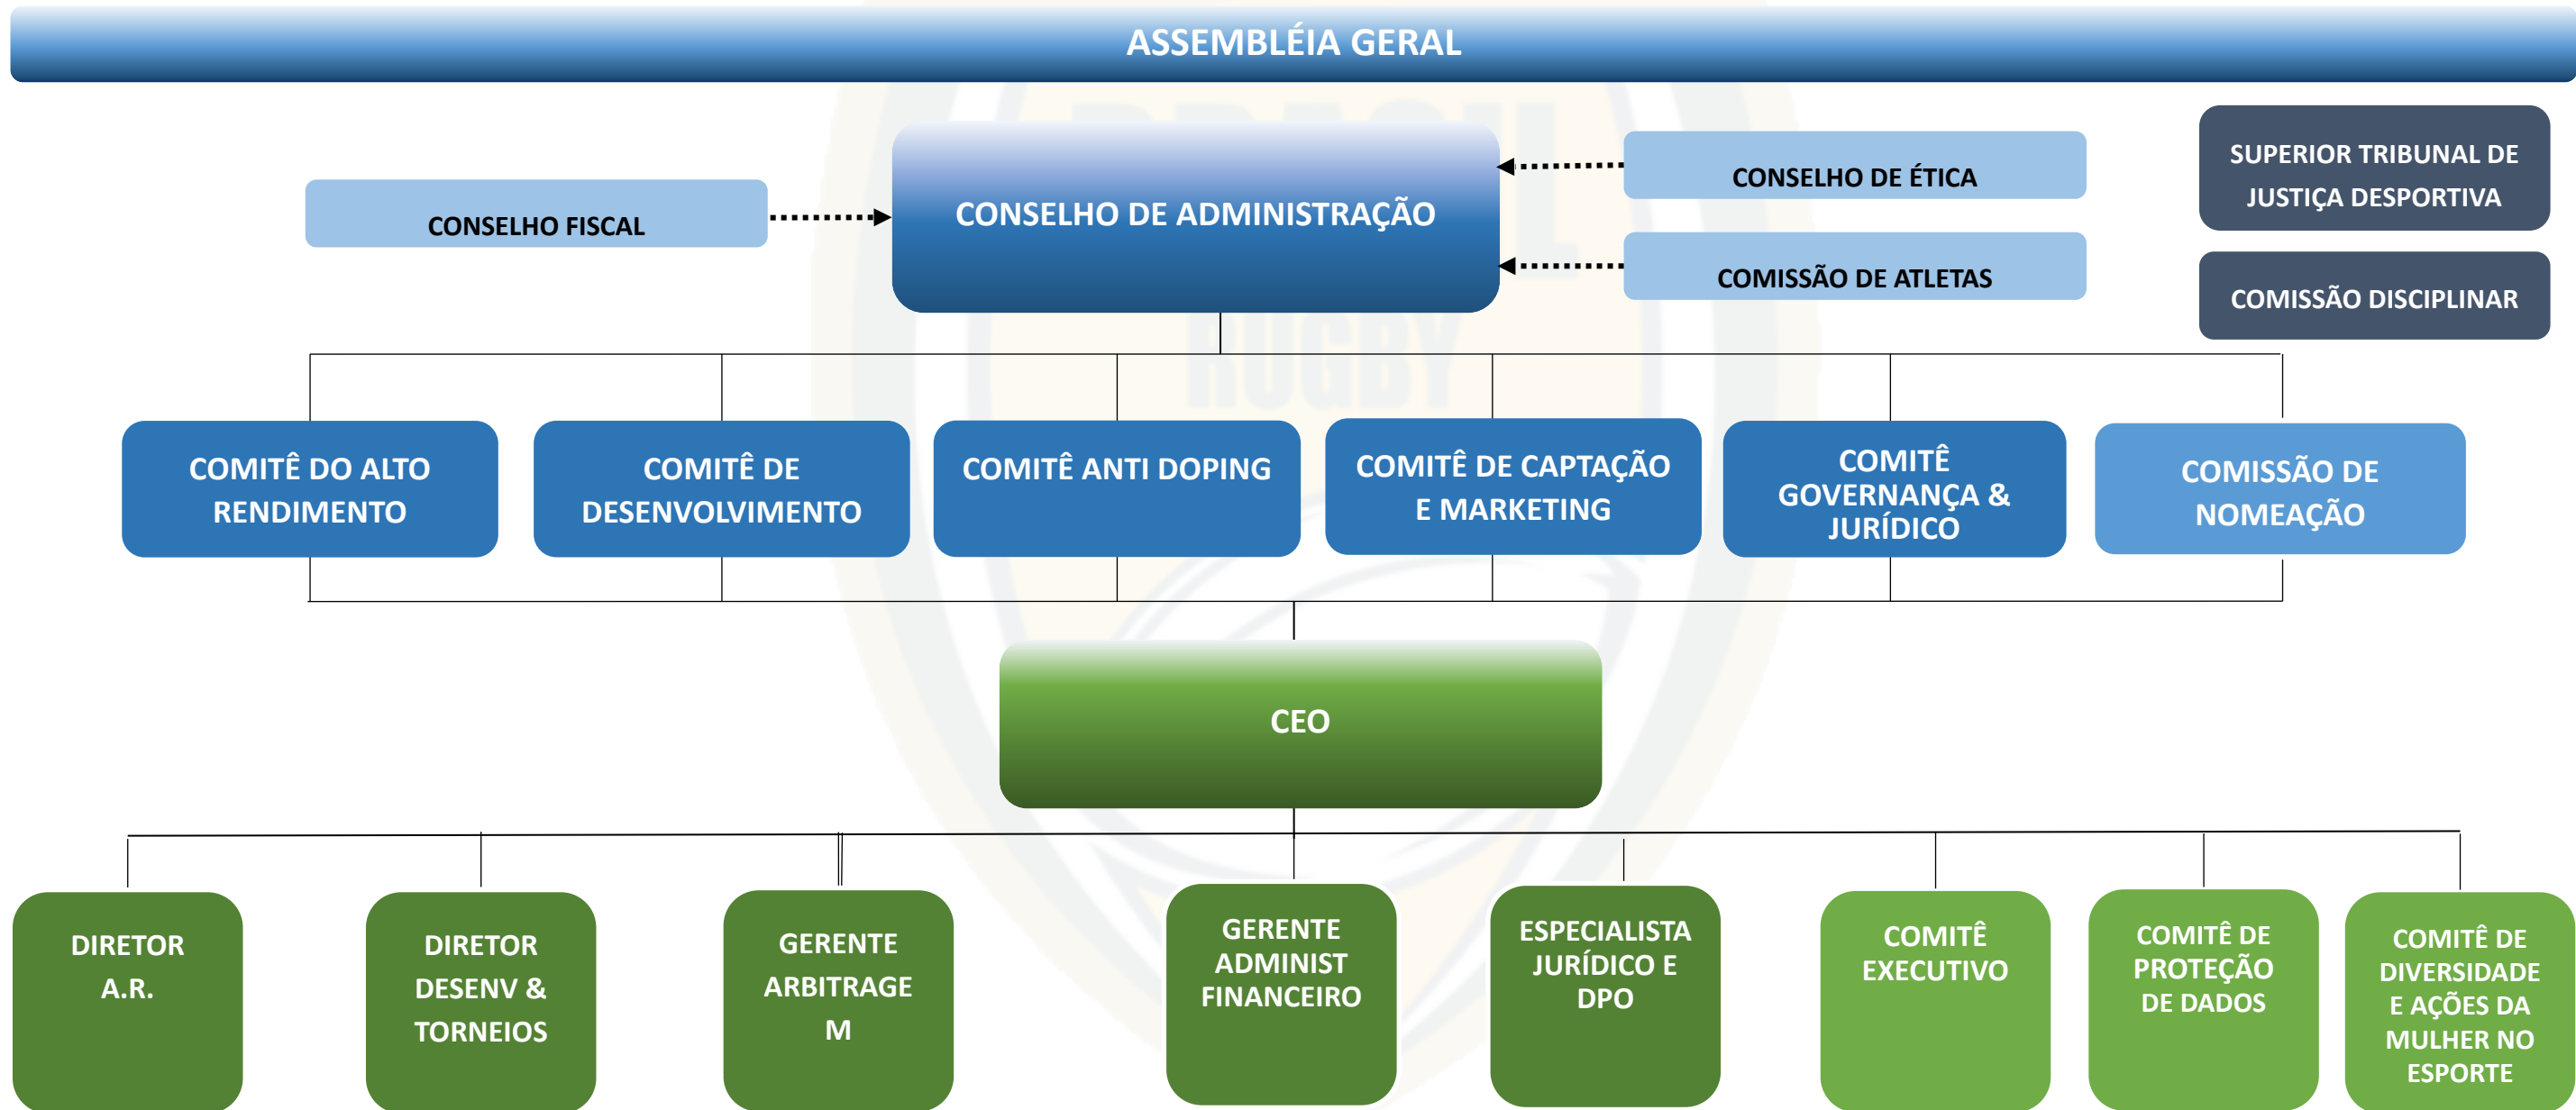 ASSEMBLÉIA GERAL
BRASIL
RUGBY
CONSELHO FISCAL
CONSELHO DE ADMINISTRAÇÃO
CONSELHO DE ÉTICA
COMISSÃO DE ATLETAS
SUPERIOR TRIBUNAL DE
JUSTIÇA DESPORTIVA
COMISSÃO DISCIPLINAR
COMITÊ DO ALTO
RENDIMENTO
COMITÊ DE
DESENVOLVIMENTO
COMITÊ ANTI DOPING
COMITÊ DE CAPTAÇÃO
E MARKETING
COMITÊ
GOVERNANÇA &
JURÍDICO
COMISSÃO DE
NOMEAÇÃO
CEO
DIRETOR
A.R.
DIRETOR
DESENV &
TORNEIOS
GERENTE
ARBITRAGE
M
GERENTE
ADMINIST
FINANCEIRO
ESPECIALISTA
JURÍDICO E
DPO
COMITÊ
EXECUTIVO
COMITÊ DE
PROTEÇÃO
DE DADOS
COMITÊ DE
DIVERSIDADE
E AÇÕES DA
MULHER NO
ESPORTE